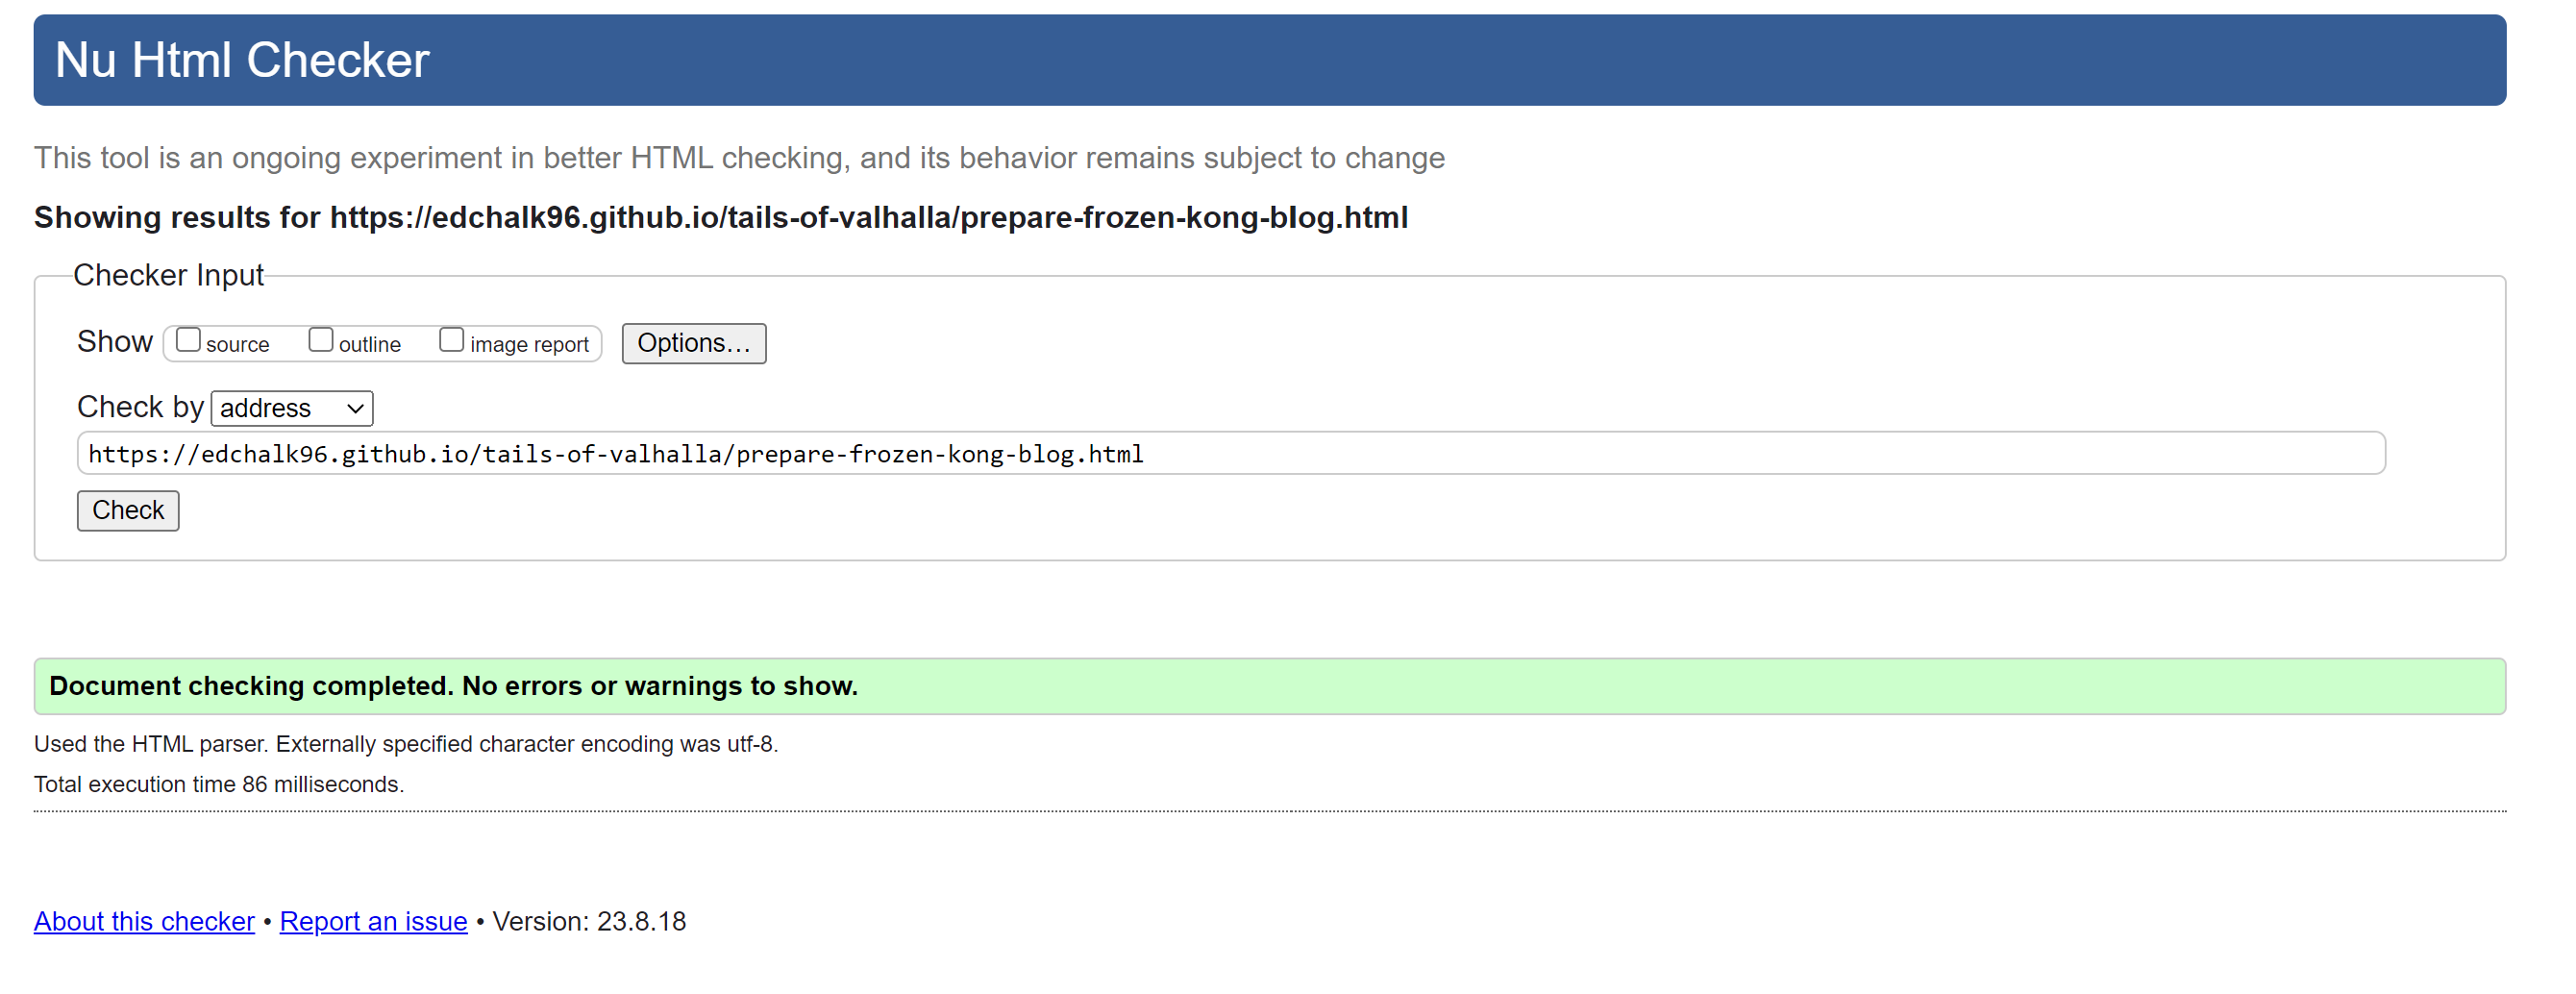 Nu Html Checker
This tool is an ongoing experiment in better HTML checking, and its behavior remains subject to change
Showing results for https://edchalk96.github.io/tails-of-valhalla/prepare-frozen-kong-blog.html
Checker Input
Show source outline image report Options...
Check by address
https://edchalk96.github.io/tails-of-valhalla/prepare-frozen-kong-blog.html
Check
Document checking completed. No errors or warnings to show.
Used the HTML parser. Externally specified character encoding was utf-8.
Total execution time 86 milliseconds.
About this checker • Report an issue • Version: 23.8.18